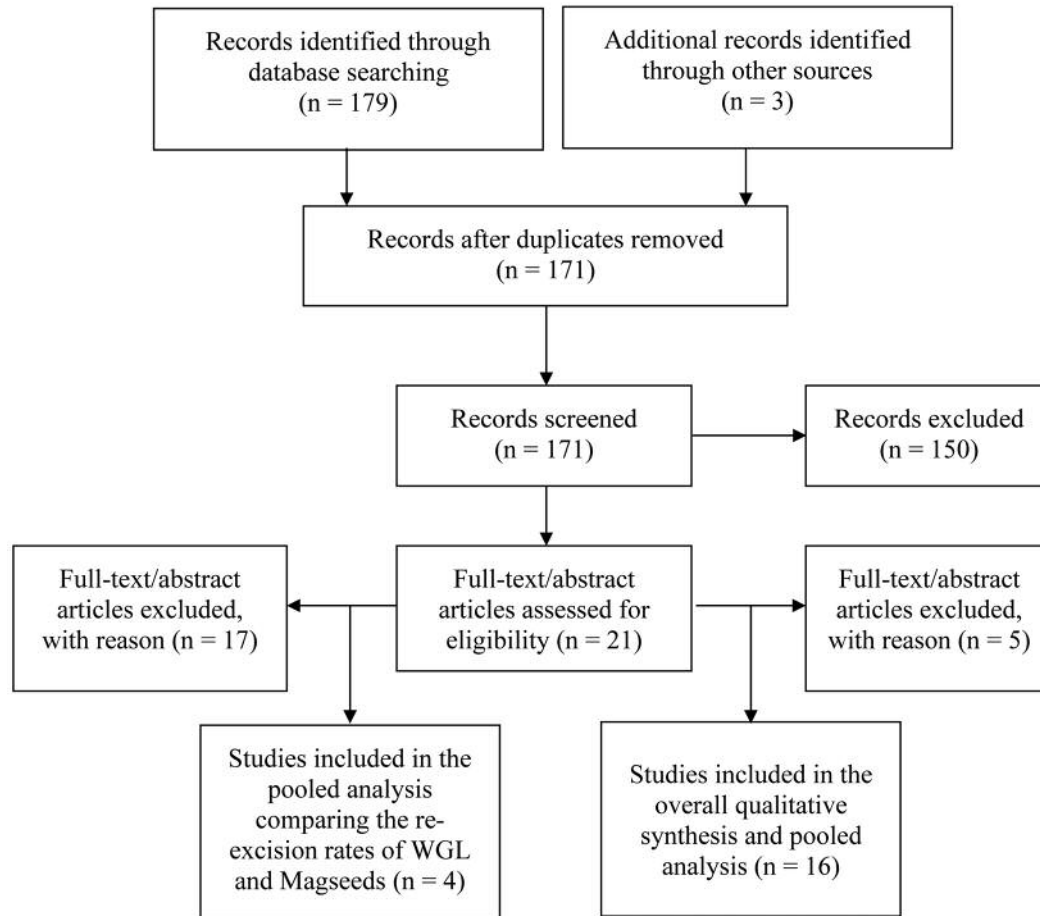 Records identified through
database searching
(n = 179)
Additional records identified
through other sources
(n = 3)
Records after duplicates removed
(n = 171)
Records screened
(n = 171)
Records excluded
(n = 150)
Full-text/abstract
articles excluded,
with reason (n = 17)
Full-text/abstract
articles assessed for
eligibility (n = 21)
Full-text/abstract
articles excluded,
with reason (n = 5)
Studies included in the
pooled analysis
comparing the re-
excision rates of WGL
and Magseeds (n = 4)
Studies included in the
overall qualitative
synthesis and pooled
analysis (n = 16)